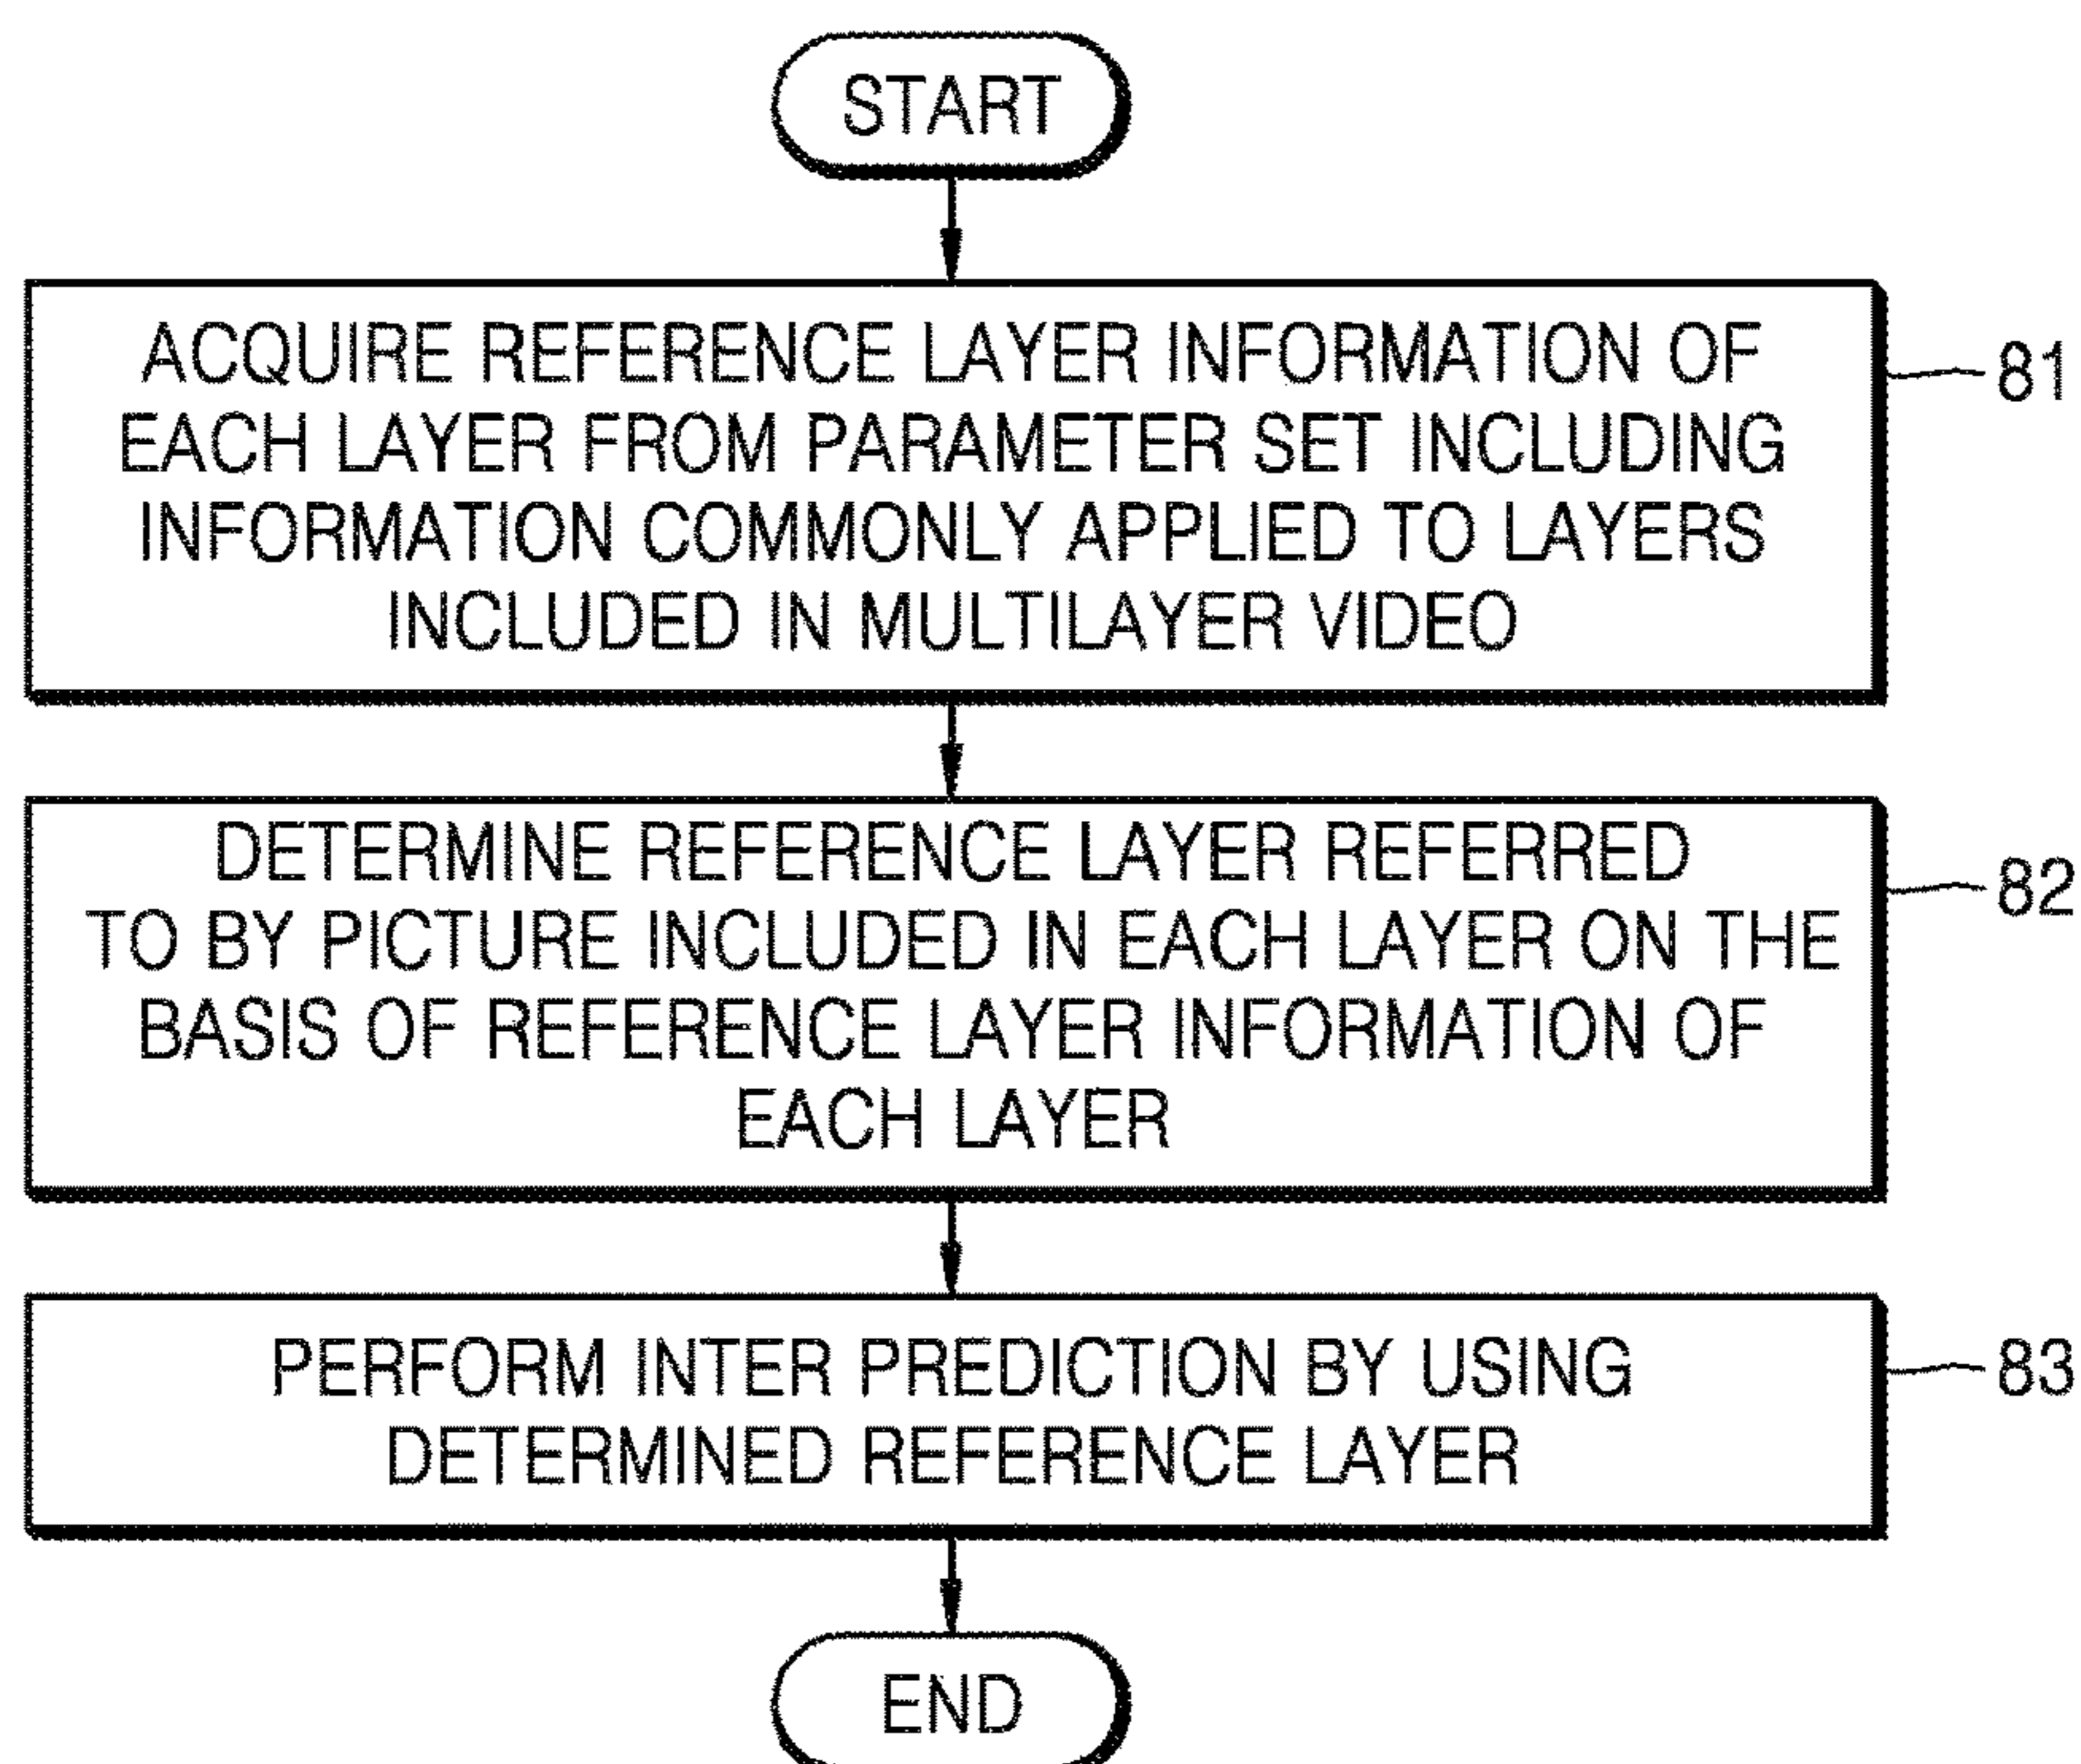 START
ACQUIRE REFERENCE LAYER INFORMATION OF
EACH LAYER FROM PARAMETER SET INCLUDING
INFORMATION COMMONLY APPLIED TO LAYERS
INCLUDED IN MULTILAYER VIDEO
81
DETERMINE REFERENCE LAYER REFERRED
TO BY PICTURE INCLUDED IN EACH LAYER ON THE
BASIS OF REFERENCE LAYER INFORMATION OF
EACH LAYER
82
PERFORM INTER PREDICTION BY USING
DETERMINED REFERENCE LAYER
83
END